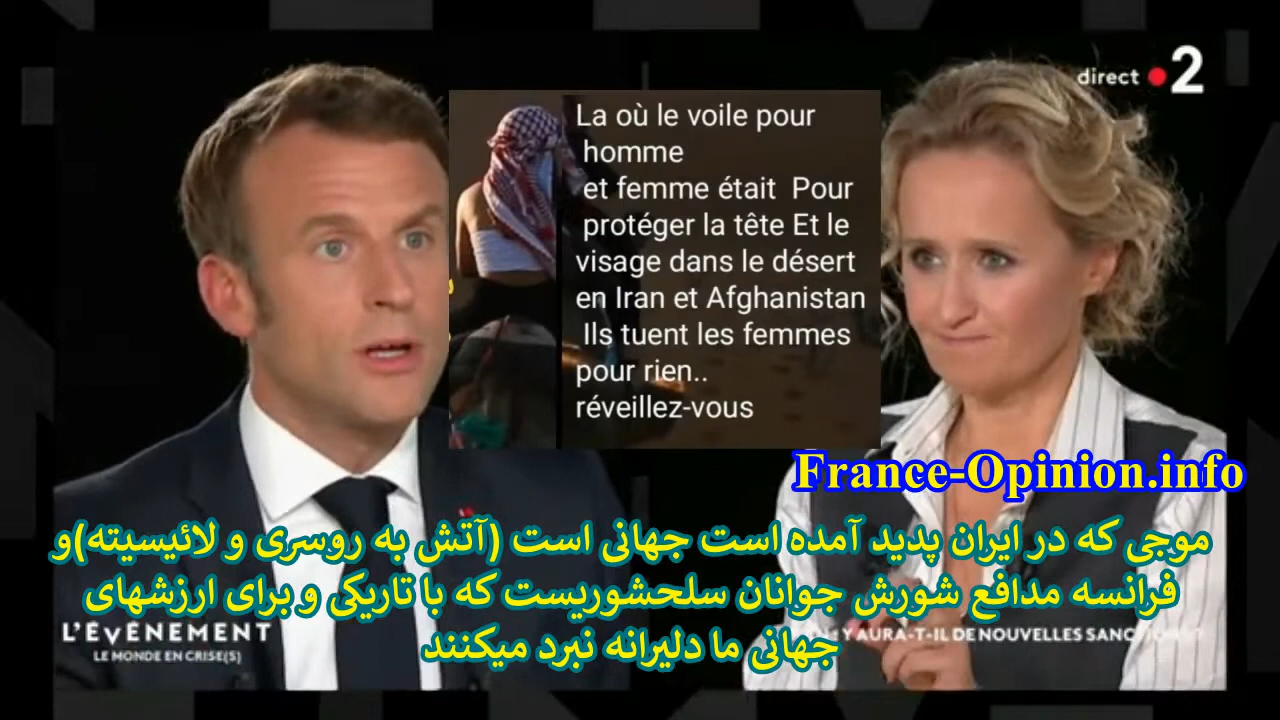 direct 2
La où le voile pour
homme
et femme était Pour
protéger la tête Et le
visage dans le désert
en Iran et Afghanistan
Ils tuent les femmes
pour rien..
réveillez-vous
France-Opinion.info
موجی که در ایران پدید آمده است جهانی است (آتش به روسری و لائیسیته)و
فرانسه مدافع شورش جوانان سلحشوریست که با تاریکی و برای ارزشهای
جهانی ما دلیرانه نبرد میکنند
L'ÉVÉNEMENT
LE MONDE EN CRISE(S)
Y AURA-T-IL DE NOUVELLES